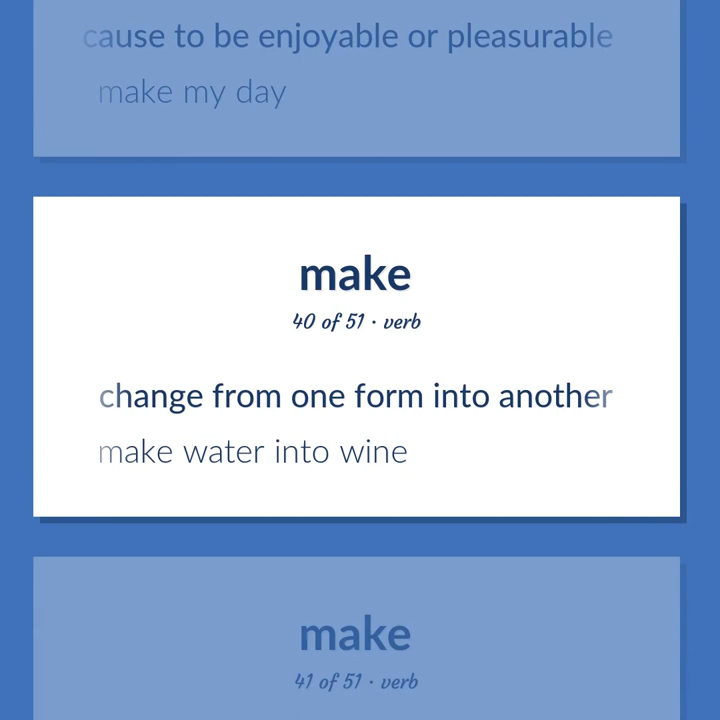 cause to be enjoyable or pleasurable
make my day
make
40 of 51 · verb
change from one form into another
make water into wine
make
41 of 51 · verb